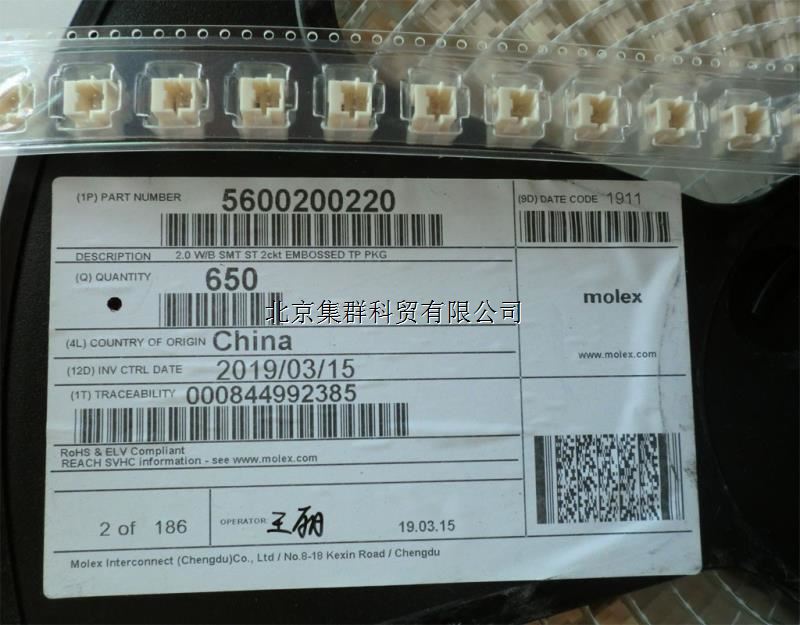 (1P) PART NUMBER 5600200220
(9D) DATE CODE 1911
DESCRIPTION 2.0 W/B SMT ST 2ckt EMBOSSED TP PKG
(Q) QUANTITY 650
molex
北京集群科贸有限公司
(4L) COUNTRY OF ORIGIN China
www.molex.com
(12D) INV CTRL DATE 2019/03/15
(1T) TRACEABILITY 000844992385
RoHS & ELV Compliant
REACH SVHC information - see www.molex.com
2 of 186
OPERATOR 王丽
19.03.15
Molex Interconnect (Chengdu)Co., Ltd / No.8-18 Kexin Road / Chengdu